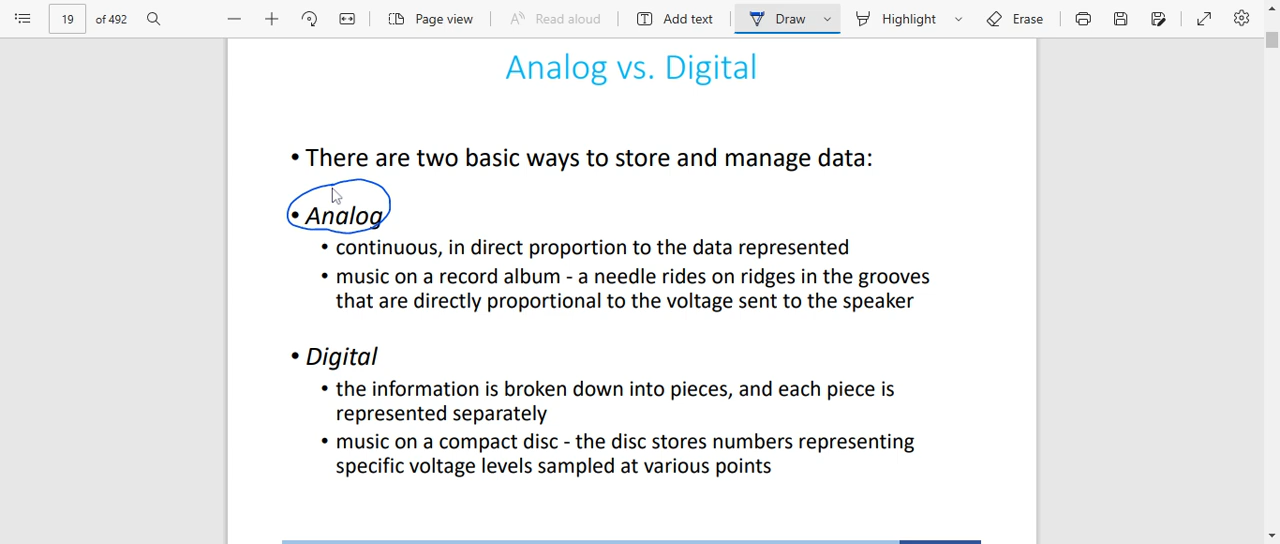 19 of 492 Page view Read aloud Add text Draw Highlight Erase
Analog vs. Digital
• There are two basic ways to store and manage data:
• Analog
• continuous, in direct proportion to the data represented
• music on a record album - a needle rides on ridges in the grooves
that are directly proportional to the voltage sent to the speaker
• Digital
• the information is broken down into pieces, and each piece is
represented separately
• music on a compact disc - the disc stores numbers representing
specific voltage levels sampled at various points